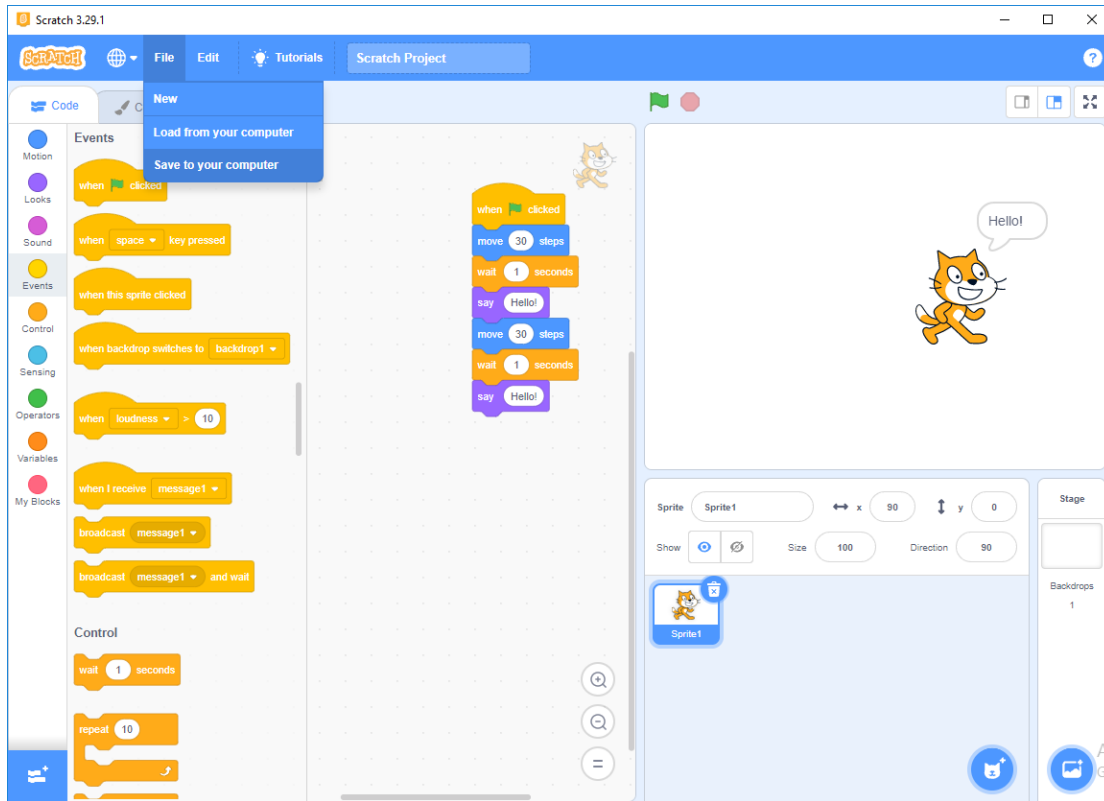 Scratch 3.29.1
SCRATCH
File
Edit
Tutorials
Scratch Project
?
New
Load from your computer
Save to your computer
Code
Motion
Looks
Sound
Events
Control
Sensing
Operators
Variables
My Blocks
Events
when clicked
when space key pressed
when this sprite clicked
when backdrop switches to backdrop1
when loudness > 10
when I receive message1
broadcast message1
broadcast message1 and wait
Control
wait 1 seconds
repeat 10
when clicked
move 30 steps
wait 1 seconds
say Hello!
move 30 steps
wait 1 seconds
say Hello!
Hello!
Sprite Sprite1 x 90 y 0
Show Size 100 Direction 90
Sprite1
Stage
Backdrops
1